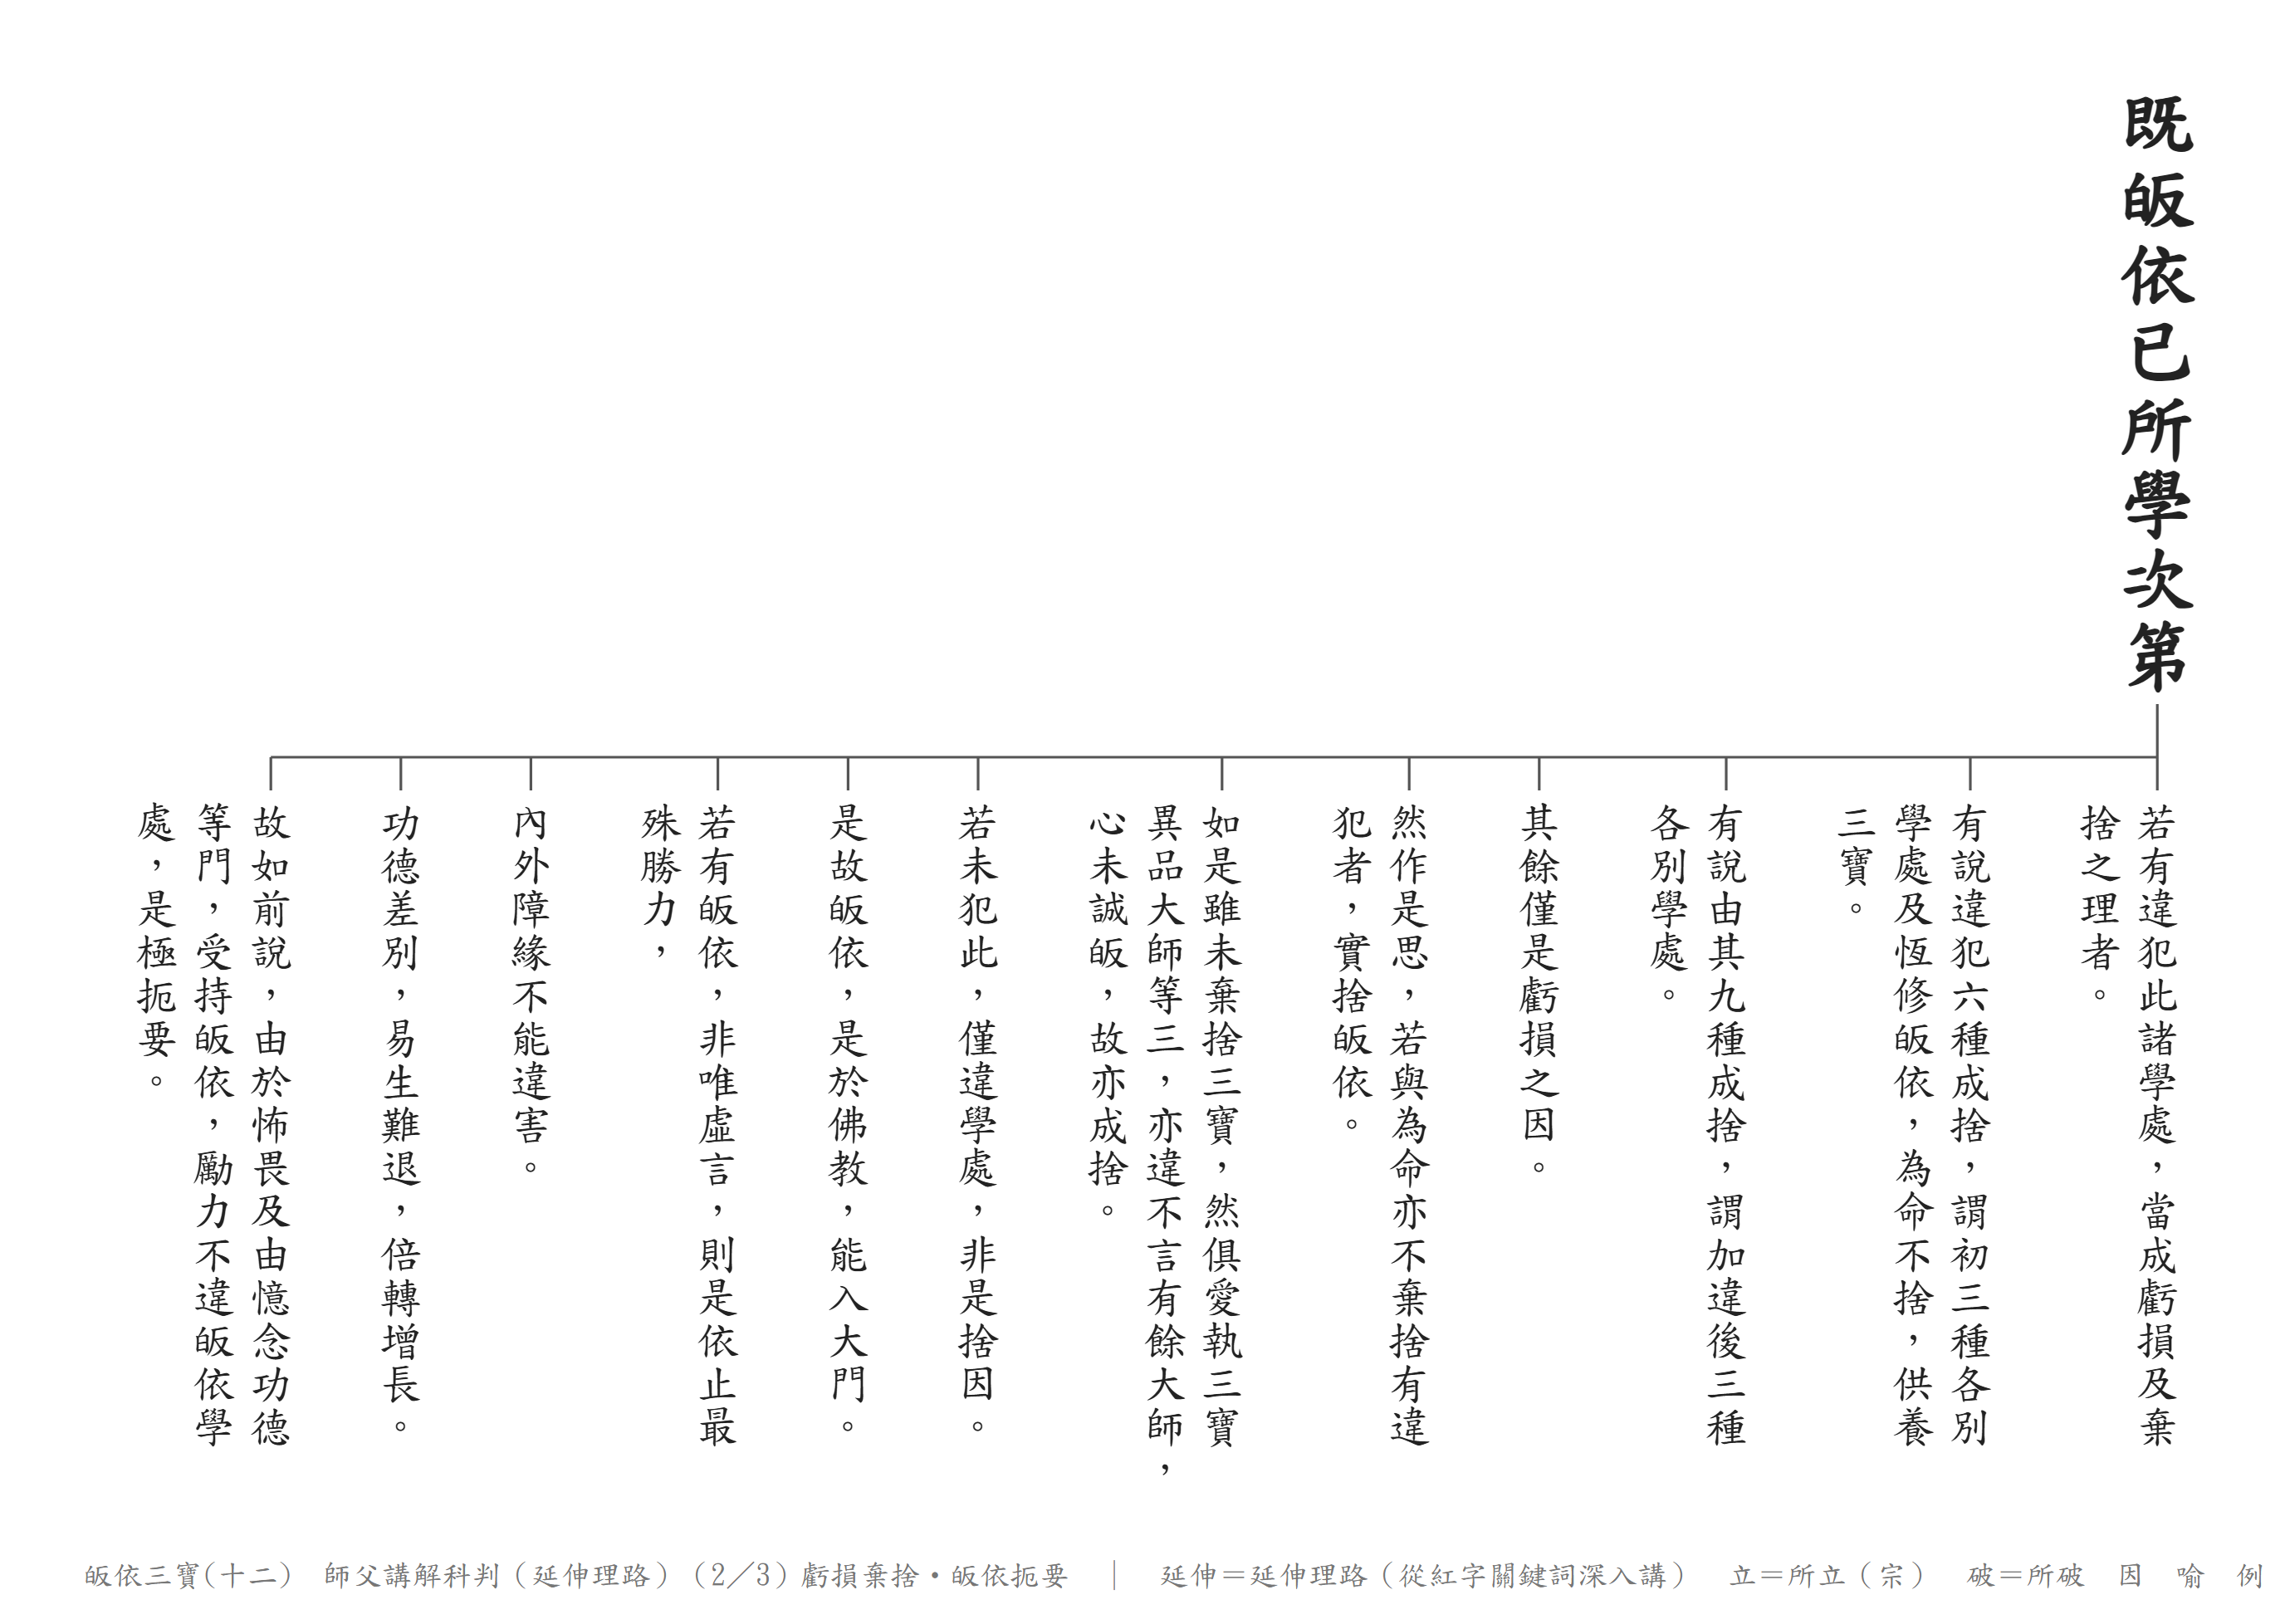 既皈依已所學次第
若有違犯此諸學處，當成虧損及棄
捨之理者。
有說違犯六種成捨，謂初三種各別
學處及恆修皈依，為命不捨，供養
三寶。
有說由其九種成捨，謂加違後三種
各別學處。
其餘僅是虧損之因。
然作是思，若與為命亦不棄捨有違
犯者，實捨皈依。
如是雖未棄捨三寶，然俱愛執三寶
異品大師等三，亦違不言有餘大師，
心未誠皈，故亦成捨。
若未犯此，僅違學處，非是捨因。
是故皈依，是於佛教，能入大門。
若有皈依，非唯虛言，則是依止最
殊勝力，
內外障緣不能違害。
功德差別，易生難退，倍轉增長。
故如前說，由於怖畏及由憶念功德
等門，受持皈依，勵力不違皈依學
處，是極扼要。
皈依三寶(十二)　師父講解科判（延伸理路）（2／3）虧損棄捨・皈依扼要　｜　延伸＝延伸理路（從紅字關鍵詞深入講）　立＝所立（宗）　破＝所破　因　喻　例